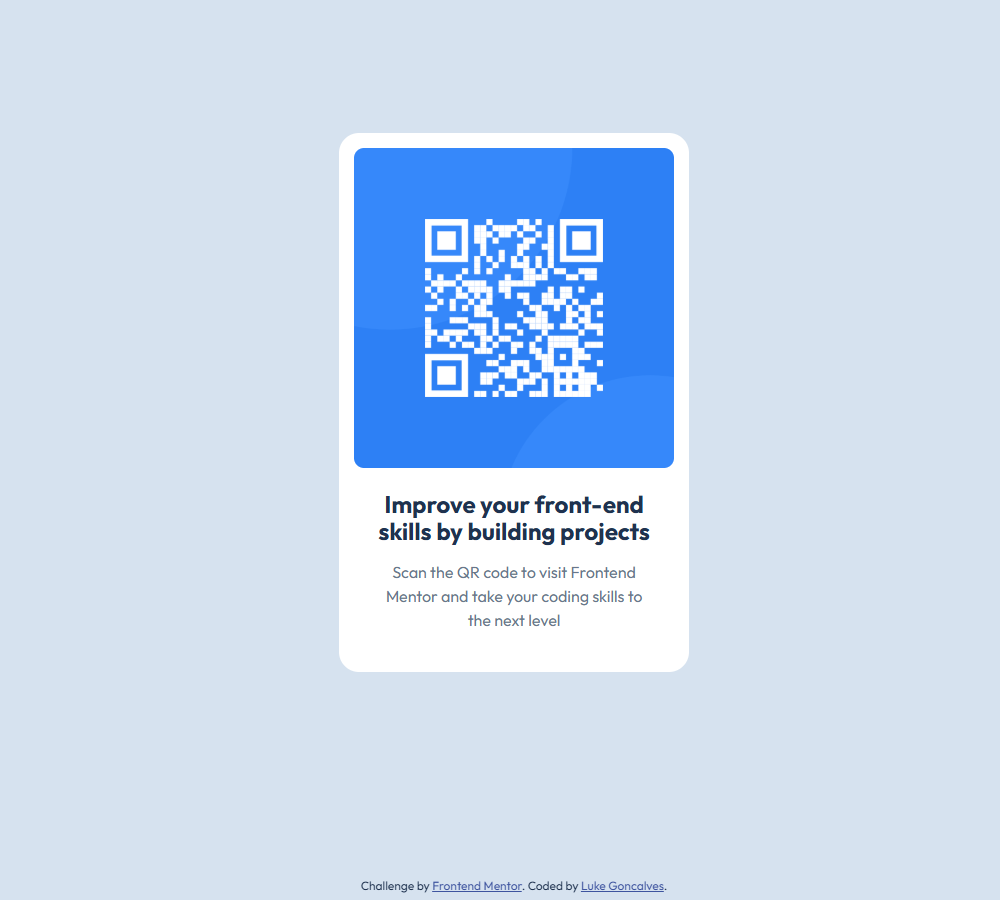 Improve your front-end
skills by building projects
Scan the QR code to visit Frontend
Mentor and take your coding skills to
the next level
Challenge by Frontend Mentor. Coded by Luke Goncalves.